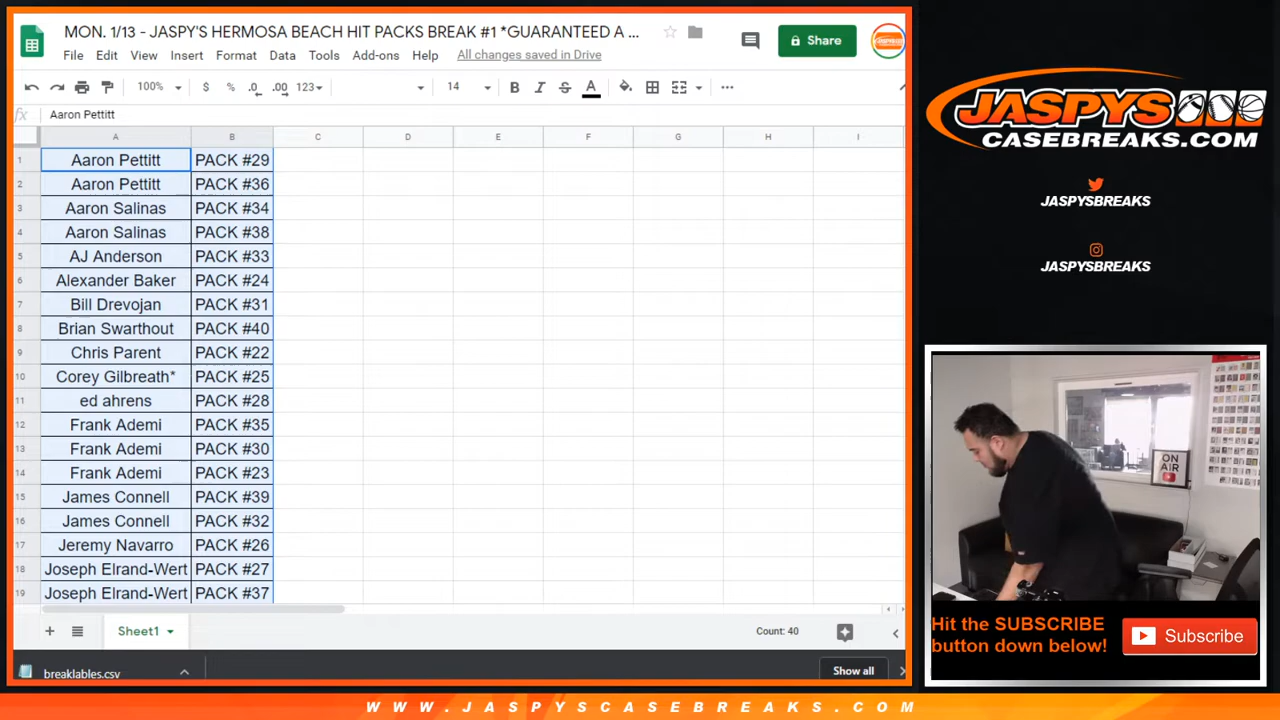 MON. 1/13 - JASPY'S HERMOSA BEACH HIT PACKS BREAK #1 *GUARANTEED A ...
File Edit View Insert Format Data Tools Add-ons Help All changes saved in Drive
Share
100% $ % .0 .00 123 14 B I S A
fx Aaron Pettitt
A B C D E F G H I
1 Aaron Pettitt PACK #29
2 Aaron Pettitt PACK #36
3 Aaron Salinas PACK #34
4 Aaron Salinas PACK #38
5 AJ Anderson PACK #33
6 Alexander Baker PACK #24
7 Bill Drevojan PACK #31
8 Brian Swarthout PACK #40
9 Chris Parent PACK #22
10 Corey Gilbreath* PACK #25
11 ed ahrens PACK #28
12 Frank Ademi PACK #35
13 Frank Ademi PACK #30
14 Frank Ademi PACK #23
15 James Connell PACK #39
16 James Connell PACK #32
17 Jeremy Navarro PACK #26
18 Joseph Elrand-Wert PACK #27
19 Joseph Elrand-Wert PACK #37
Sheet1
Count: 40
breaklables.csv
Show all
JASPYS
CASEBREAKS.COM
JASPYSBREAKS
JASPYSBREAKS
ON
AIR
Hit the SUBSCRIBE
button down below!
Subscribe
WWW.JASPYSCASEBREAKS.COM